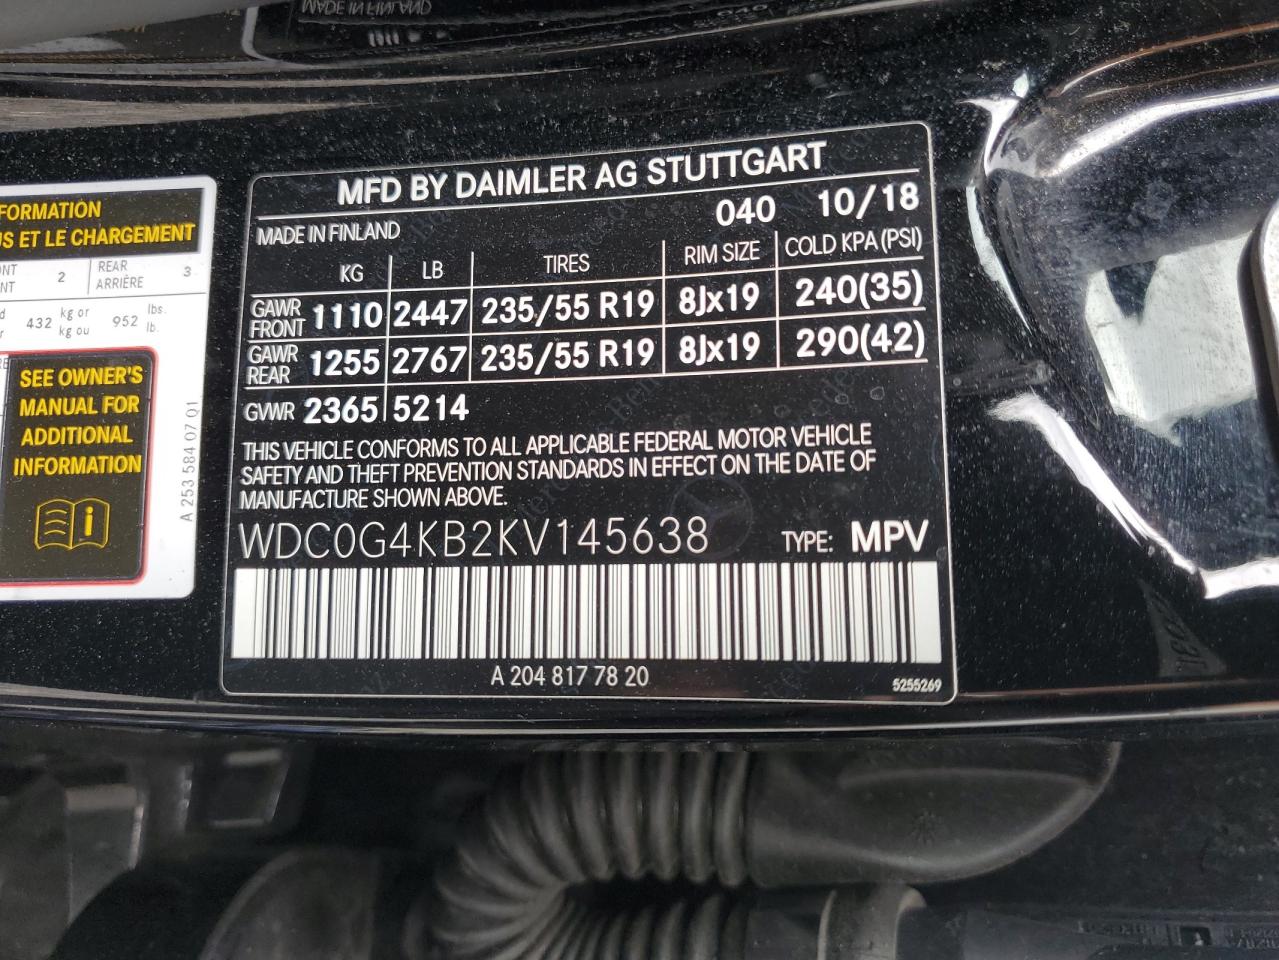 MADE IN FINLAND
FORMATION
US ET LE CHARGEMENT
2
REAR
ARRIÈRE
3
432 kg or
kg ou
952 lbs.
lb.
SEE OWNER'S
MANUAL FOR
ADDITIONAL
INFORMATION
A 253 584 07 Q1
MFD BY DAIMLER AG STUTTGART
040 10/18
MADE IN FINLAND
KG LB TIRES RIM SIZE COLD KPA (PSI)
GAWR FRONT 1110 2447 235/55 R19 8Jx19 240(35)
GAWR REAR 1255 2767 235/55 R19 8Jx19 290(42)
GVWR 2365 5214
THIS VEHICLE CONFORMS TO ALL APPLICABLE FEDERAL MOTOR VEHICLE
SAFETY AND THEFT PREVENTION STANDARDS IN EFFECT ON THE DATE OF
MANUFACTURE SHOWN ABOVE.
WDC0G4KB2KV145638 TYPE: MPV
A 204 817 78 20
5255269